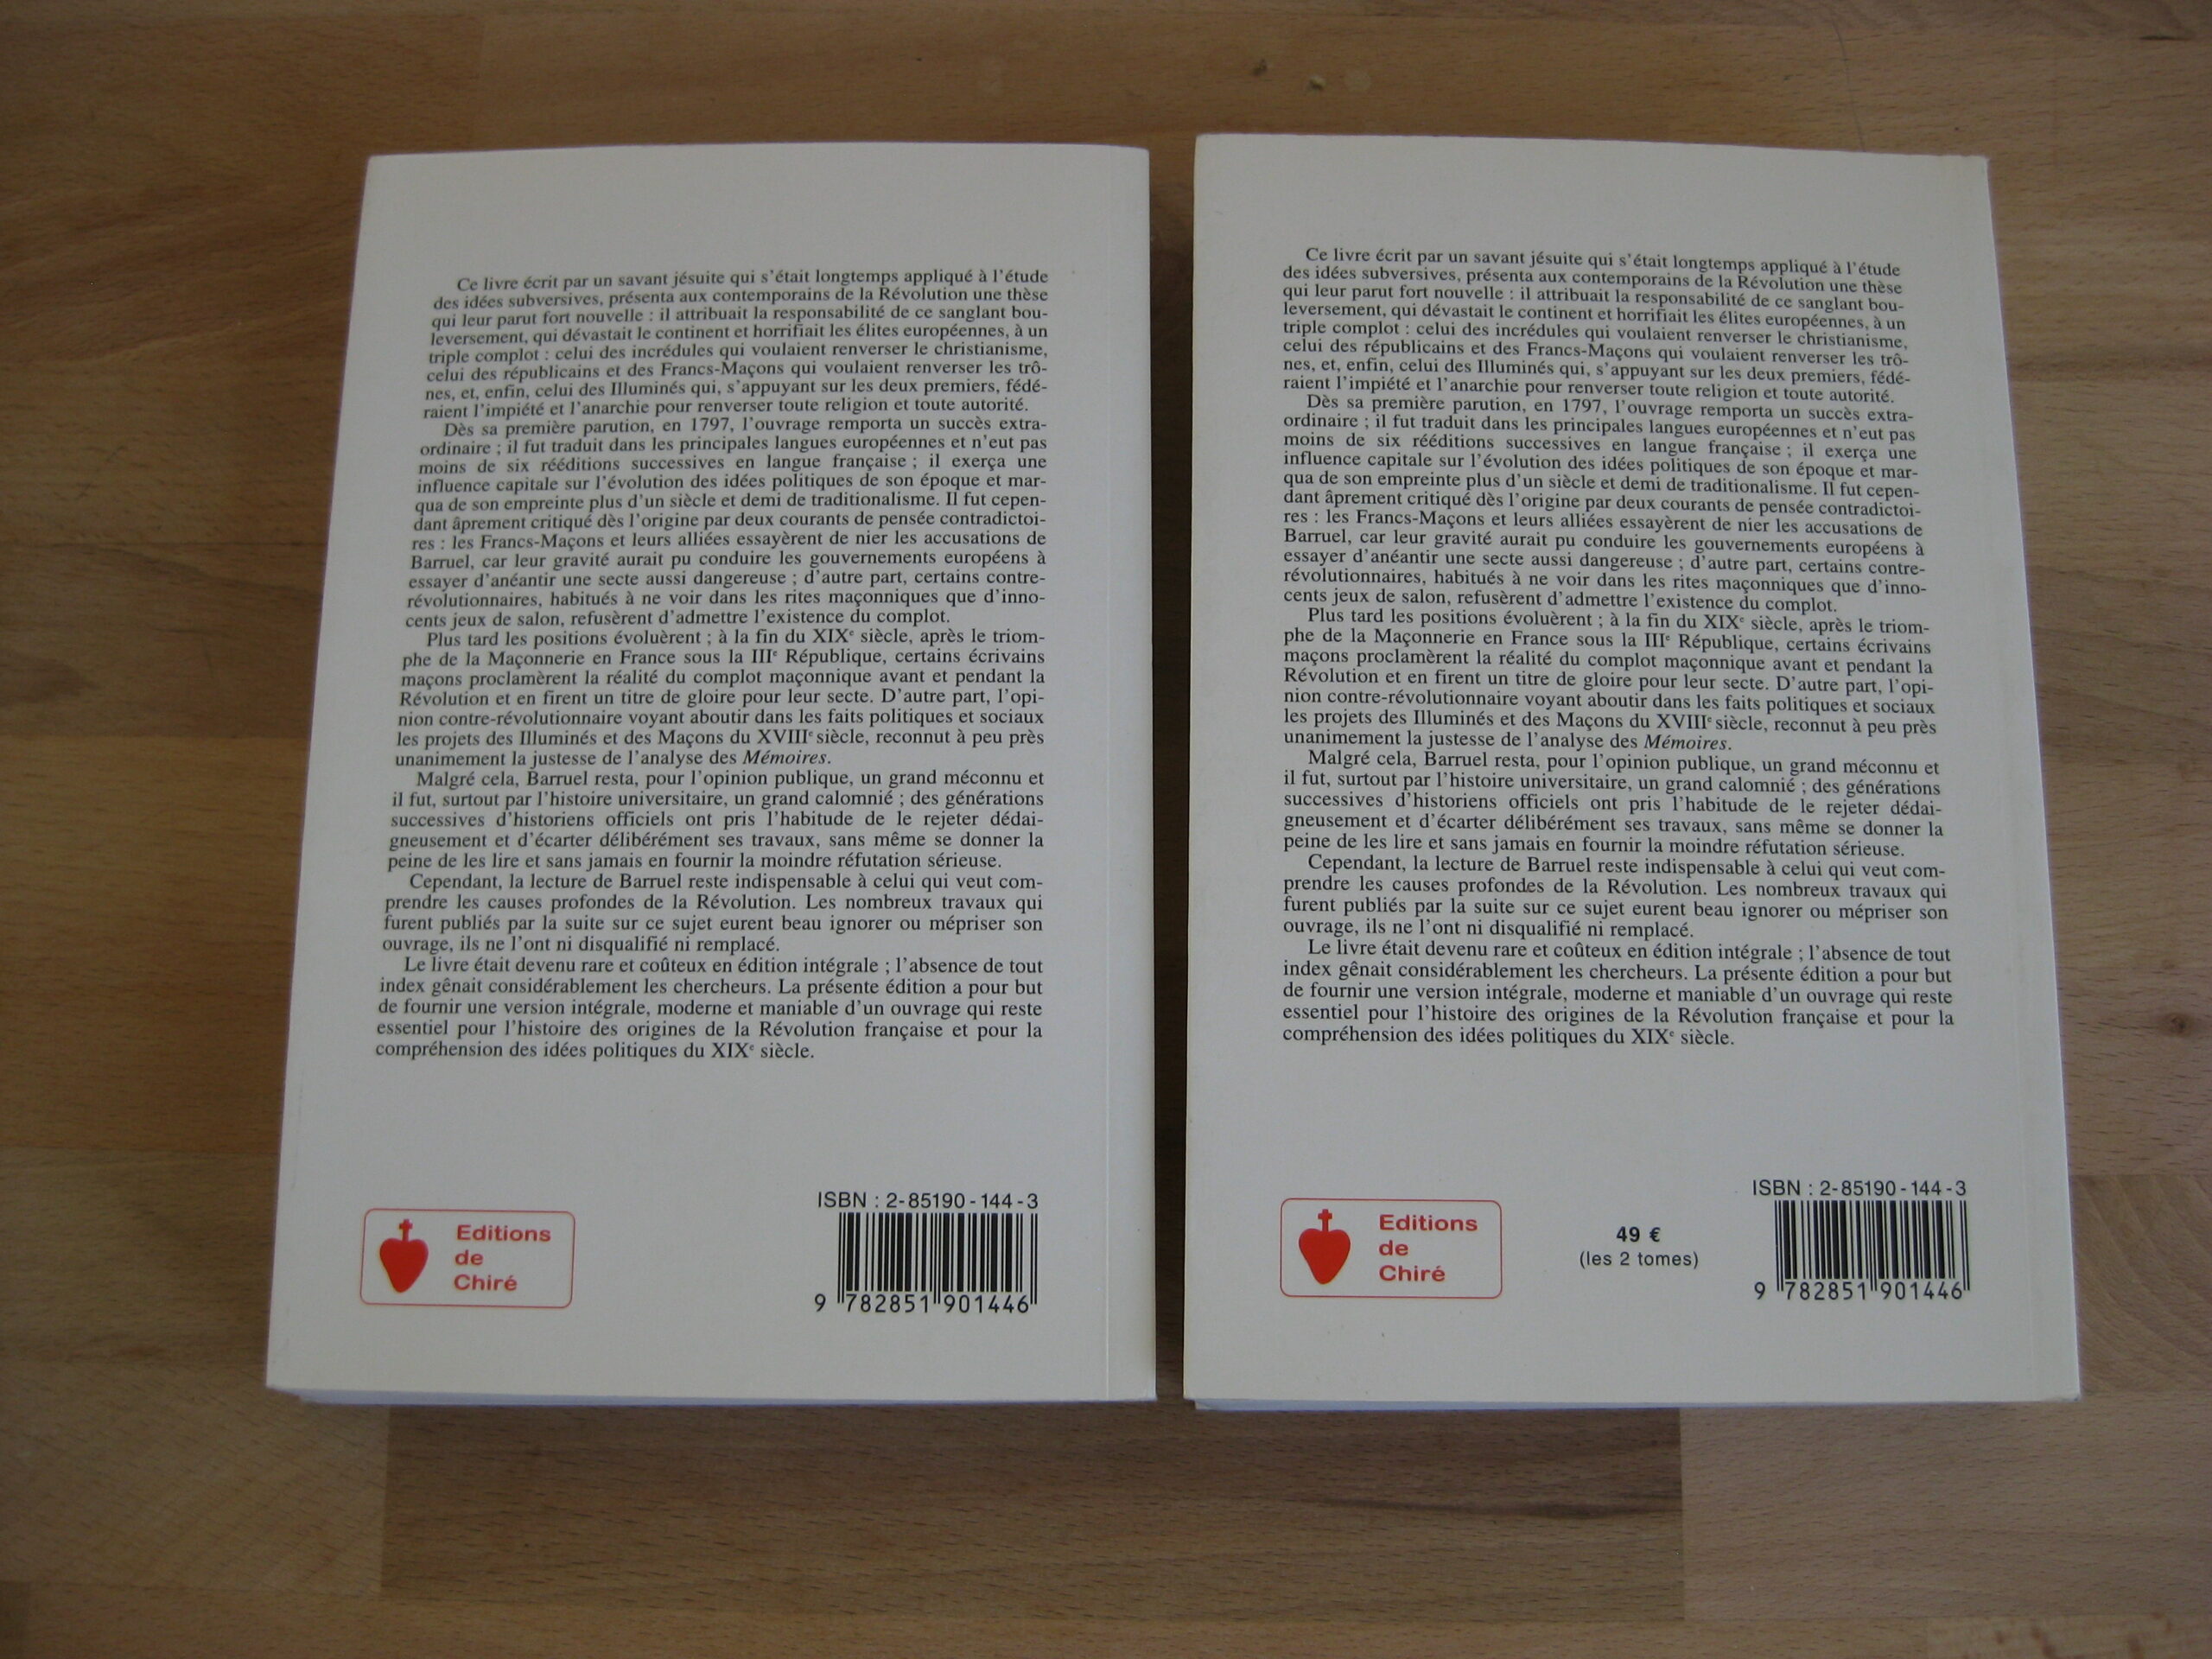 Ce livre écrit par un savant jésuite qui s'était longtemps appliqué à l'étude
des idées subversives, présenta aux contemporains de la Révolution une thèse
qui leur parut fort nouvelle : il attribuait la responsabilité de ce sanglant bou-
leversement, qui dévastait le continent et horrifiait les élites européennes, à un
triple complot : celui des incrédules qui voulaient renverser le christianisme,
celui des républicains et des Francs-Maçons qui voulaient renverser les trô-
nes, et, enfin, celui des Illuminés qui, s'appuyant sur les deux premiers, fédé-
raient l'impiété et l'anarchie pour renverser toute religion et toute autorité.
Dès sa première parution, en 1797, l'ouvrage remporta un succès extra-
ordinaire ; il fut traduit dans les principales langues européennes et n'eut pas
moins de six rééditions successives en langue française ; il exerça une
influence capitale sur l'évolution des idées politiques de son époque et mar-
qua de son empreinte plus d'un siècle et demi de traditionalisme. Il fut cepen-
dant âprement critiqué dès l'origine par deux courants de pensée contradictoi-
res : les Francs-Maçons et leurs alliées essayèrent de nier les accusations de
Barruel, car leur gravité aurait pu conduire les gouvernements européens à
essayer d'anéantir une secte aussi dangereuse ; d'autre part, certains contre-
révolutionnaires, habitués à ne voir dans les rites maçonniques que d'inno-
cents jeux de salon, refusèrent d'admettre l'existence du complot.
Plus tard les positions évoluèrent ; à la fin du XIXe siècle, après le triom-
phe de la Maçonnerie en France sous la IIIe République, certains écrivains
maçons proclamèrent la réalité du complot maçonnique avant et pendant la
Révolution et en firent un titre de gloire pour leur secte. D'autre part, l'opi-
nion contre-révolutionnaire voyant aboutir dans les faits politiques et sociaux
les projets des Illuminés et des Maçons du XVIIIe siècle, reconnut à peu près
unanimement la justesse de l'analyse des Mémoires.
Malgré cela, Barruel resta, pour l'opinion publique, un grand méconnu et
il fut, surtout par l'histoire universitaire, un grand calomnié ; des générations
successives d'historiens officiels ont pris l'habitude de le rejeter dédai-
gneusement et d'écarter délibérément ses travaux, sans même se donner la
peine de les lire et sans jamais en fournir la moindre réfutation sérieuse.
Cependant, la lecture de Barruel reste indispensable à celui qui veut com-
prendre les causes profondes de la Révolution. Les nombreux travaux qui
furent publiés par la suite sur ce sujet eurent beau ignorer ou mépriser son
ouvrage, ils ne l'ont ni disqualifié ni remplacé.
Le livre était devenu rare et coûteux en édition intégrale ; l'absence de tout
index gênait considérablement les chercheurs. La présente édition a pour but
de fournir une version intégrale, moderne et maniable d'un ouvrage qui reste
essentiel pour l'histoire des origines de la Révolution française et pour la
compréhension des idées politiques du XIXe siècle.
Editions
de
Chiré
ISBN : 2-85190-144-3
9 782851 901446
Ce livre écrit par un savant jésuite qui s'était longtemps appliqué à l'étude
des idées subversives, présenta aux contemporains de la Révolution une thèse
qui leur parut fort nouvelle : il attribuait la responsabilité de ce sanglant bou-
leversement, qui dévastait le continent et horrifiait les élites européennes, à un
triple complot : celui des incrédules qui voulaient renverser le christianisme,
celui des républicains et des Francs-Maçons qui voulaient renverser les trô-
nes, et, enfin, celui des Illuminés qui, s'appuyant sur les deux premiers, fédé-
raient l'impiété et l'anarchie pour renverser toute religion et toute autorité.
Dès sa première parution, en 1797, l'ouvrage remporta un succès extra-
ordinaire ; il fut traduit dans les principales langues européennes et n'eut pas
moins de six rééditions successives en langue française ; il exerça une
influence capitale sur l'évolution des idées politiques de son époque et mar-
qua de son empreinte plus d'un siècle et demi de traditionalisme. Il fut cepen-
dant âprement critiqué dès l'origine par deux courants de pensée contradictoi-
res : les Francs-Maçons et leurs alliées essayèrent de nier les accusations de
Barruel, car leur gravité aurait pu conduire les gouvernements européens à
essayer d'anéantir une secte aussi dangereuse ; d'autre part, certains contre-
révolutionnaires, habitués à ne voir dans les rites maçonniques que d'inno-
cents jeux de salon, refusèrent d'admettre l'existence du complot.
Plus tard les positions évoluèrent ; à la fin du XIXe siècle, après le triom-
phe de la Maçonnerie en France sous la IIIe République, certains écrivains
maçons proclamèrent la réalité du complot maçonnique avant et pendant la
Révolution et en firent un titre de gloire pour leur secte. D'autre part, l'opi-
nion contre-révolutionnaire voyant aboutir dans les faits politiques et sociaux
les projets des Illuminés et des Maçons du XVIIIe siècle, reconnut à peu près
unanimement la justesse de l'analyse des Mémoires.
Malgré cela, Barruel resta, pour l'opinion publique, un grand méconnu et
il fut, surtout par l'histoire universitaire, un grand calomnié ; des générations
successives d'historiens officiels ont pris l'habitude de le rejeter dédai-
gneusement et d'écarter délibérément ses travaux, sans même se donner la
peine de les lire et sans jamais en fournir la moindre réfutation sérieuse.
Cependant, la lecture de Barruel reste indispensable à celui qui veut com-
prendre les causes profondes de la Révolution. Les nombreux travaux qui
furent publiés par la suite sur ce sujet eurent beau ignorer ou mépriser son
ouvrage, ils ne l'ont ni disqualifié ni remplacé.
Le livre était devenu rare et coûteux en édition intégrale ; l'absence de tout
index gênait considérablement les chercheurs. La présente édition a pour but
de fournir une version intégrale, moderne et maniable d'un ouvrage qui reste
essentiel pour l'histoire des origines de la Révolution française et pour la
compréhension des idées politiques du XIXe siècle.
Editions
de
Chiré
49 €
(les 2 tomes)
ISBN : 2-85190-144-3
9 782851 901446